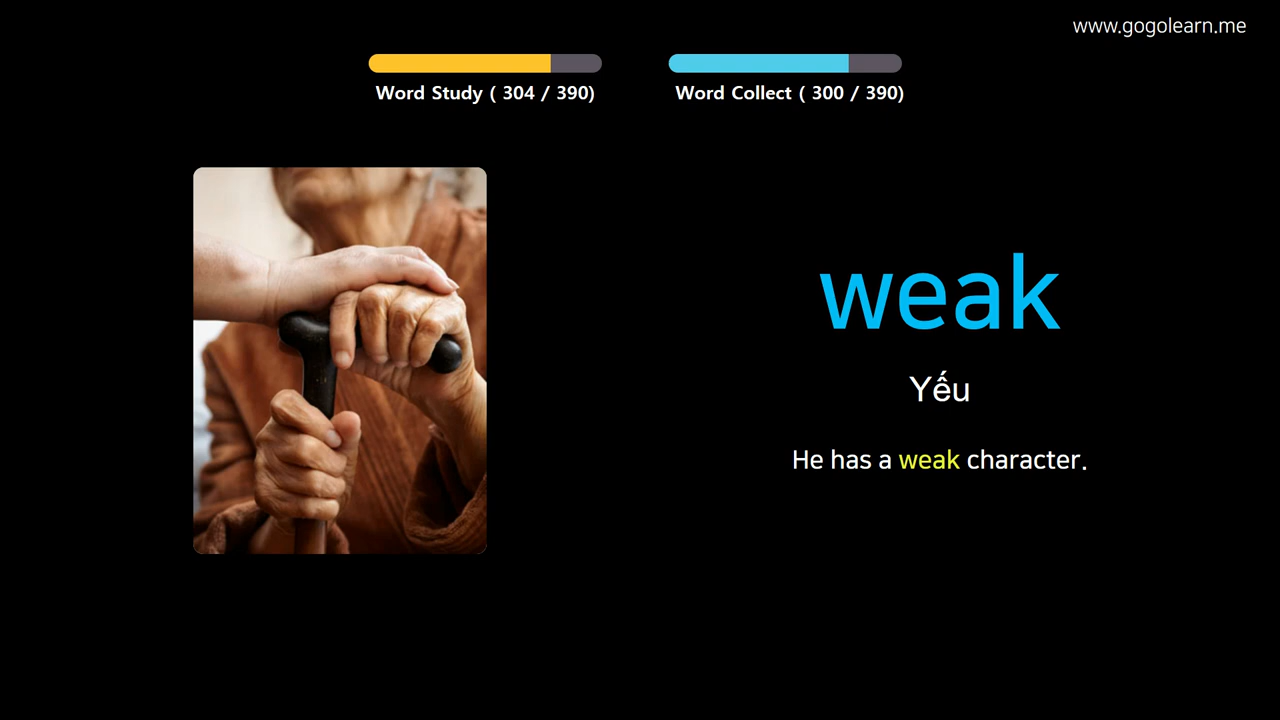 www.gogolearn.me
Word Study ( 304 / 390)
Word Collect ( 300 / 390)
weak
Yếu
He has a weak character.